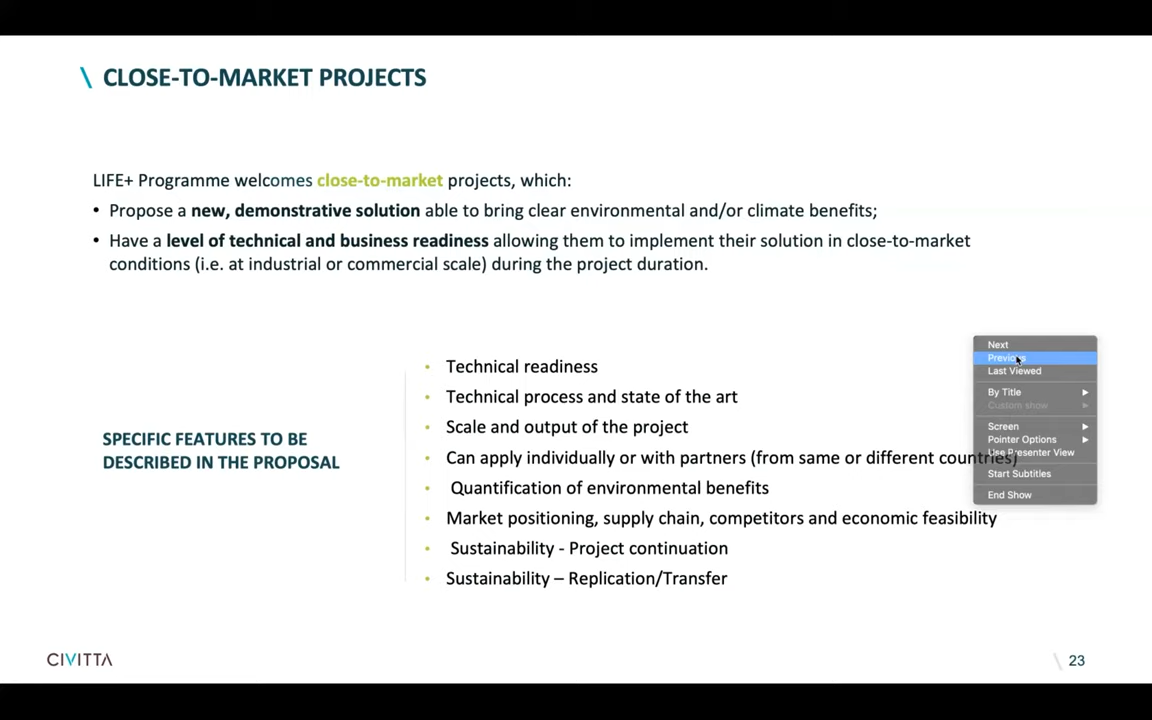 \ CLOSE-TO-MARKET PROJECTS
LIFE+ Programme welcomes close-to-market projects, which:
• Propose a new, demonstrative solution able to bring clear environmental and/or climate benefits;
• Have a level of technical and business readiness allowing them to implement their solution in close-to-market
conditions (i.e. at industrial or commercial scale) during the project duration.
SPECIFIC FEATURES TO BE
DESCRIBED IN THE PROPOSAL
• Technical readiness
• Technical process and state of the art
• Scale and output of the project
• Can apply individually or with partners (from same or different countries)
• Quantification of environmental benefits
• Market positioning, supply chain, competitors and economic feasibility
• Sustainability - Project continuation
• Sustainability – Replication/Transfer
Next
Previous
Last Viewed
By Title
Custom show
Screen
Pointer Options
Use Presenter View
Start Subtitles
End Show
CIVITTA
\ 23